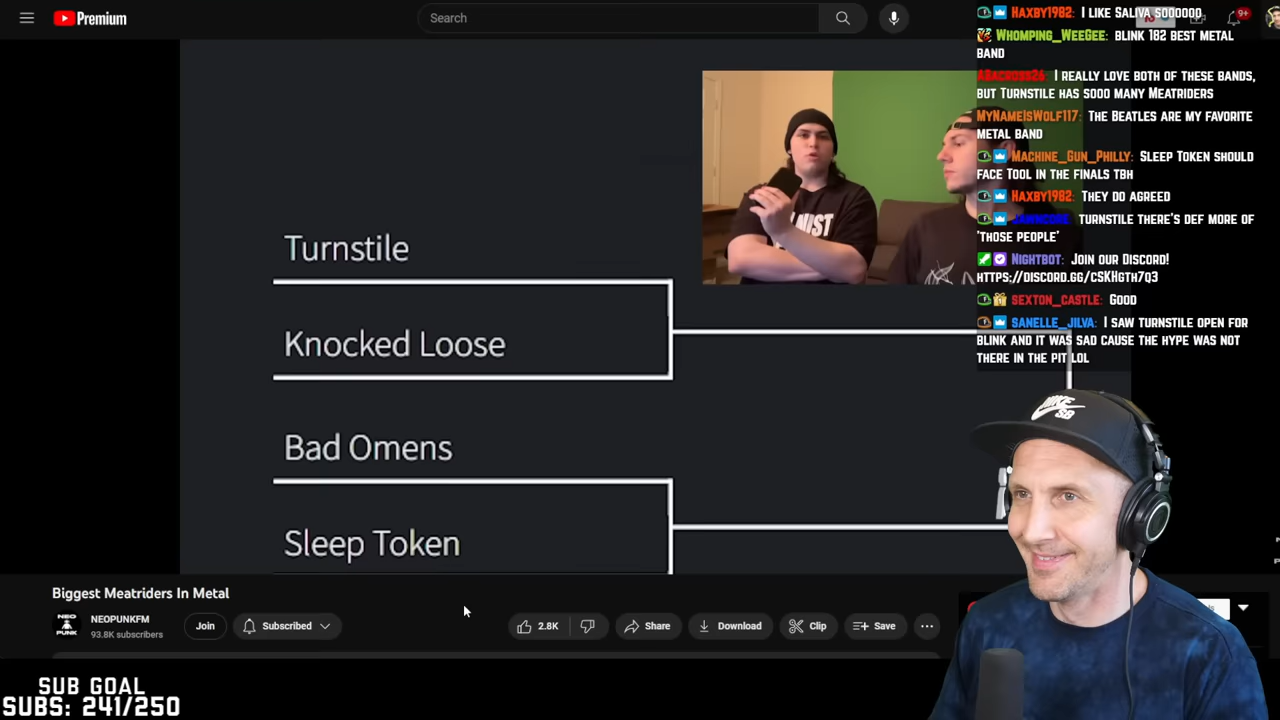 Premium
Search
9+
Haxby1982: I like Saliva soooooo
Whomping_WeeGee: blink 182 best metal
band
I really love both of these bands,
but Turnstile has sooo many Meatriders
MyNameIsWolf117: The Beatles are my favorite
metal band
Machine_Gun_Philly: Sleep Token should
face Tool in the finals tbh
Haxby1982: They do agreed
Turnstile there's def more of
'those people'
Nightbot: Join our Discord!
https://discord.gg/cSKHgth7Q3
sexton_castle: Good
sanelle_jilva: I saw turnstile open for
blink and it was sad cause the hype was not
there in the pit lol
Turnstile
Knocked Loose
Bad Omens
Sleep Token
NIKE
SB
Biggest Meatriders In Metal
NEO
PUNK
NEOPUNKFM
93.8K subscribers
Join
Subscribed
2.8K
Share
Download
Clip
Save
SUB GOAL
SUBS: 241/250